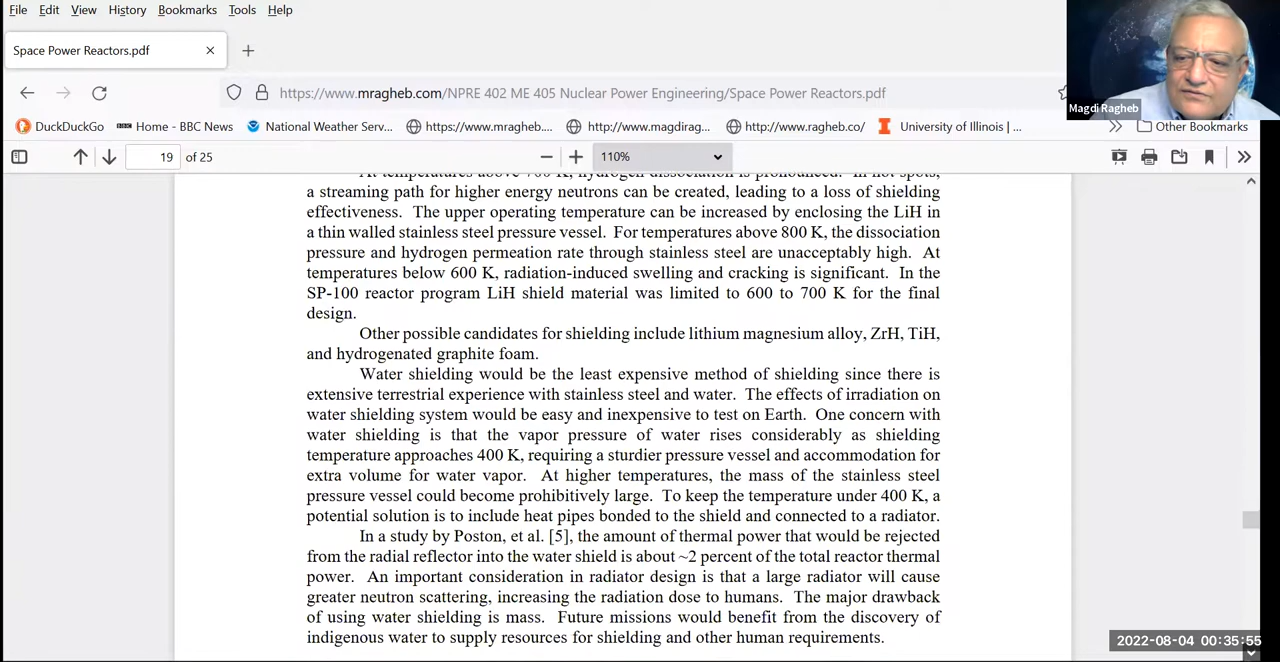 File Edit View History Bookmarks Tools Help
Space Power Reactors.pdf
https://www.mragheb.com/NPRE 402 ME 405 Nuclear Power Engineering/Space Power Reactors.pdf
Magdi Ragheb
DuckDuckGo BBC Home - BBC News National Weather Serv... https://www.mragheb.... http://www.magdirag... http://www.ragheb.co/ University of Illinois |... Other Bookmarks
19 of 25 110%
At temperatures above 700 K, hydrogen dissociation is pronounced. In hot spots,
a streaming path for higher energy neutrons can be created, leading to a loss of shielding
effectiveness. The upper operating temperature can be increased by enclosing the LiH in
a thin walled stainless steel pressure vessel. For temperatures above 800 K, the dissociation
pressure and hydrogen permeation rate through stainless steel are unacceptably high. At
temperatures below 600 K, radiation-induced swelling and cracking is significant. In the
SP-100 reactor program LiH shield material was limited to 600 to 700 K for the final
design.
Other possible candidates for shielding include lithium magnesium alloy, ZrH, TiH,
and hydrogenated graphite foam.
Water shielding would be the least expensive method of shielding since there is
extensive terrestrial experience with stainless steel and water. The effects of irradiation on
water shielding system would be easy and inexpensive to test on Earth. One concern with
water shielding is that the vapor pressure of water rises considerably as shielding
temperature approaches 400 K, requiring a sturdier pressure vessel and accommodation for
extra volume for water vapor. At higher temperatures, the mass of the stainless steel
pressure vessel could become prohibitively large. To keep the temperature under 400 K, a
potential solution is to include heat pipes bonded to the shield and connected to a radiator.
In a study by Poston, et al. [5], the amount of thermal power that would be rejected
from the radial reflector into the water shield is about ~2 percent of the total reactor thermal
power. An important consideration in radiator design is that a large radiator will cause
greater neutron scattering, increasing the radiation dose to humans. The major drawback
of using water shielding is mass. Future missions would benefit from the discovery of
indigenous water to supply resources for shielding and other human requirements.
2022-08-04 00:35:55